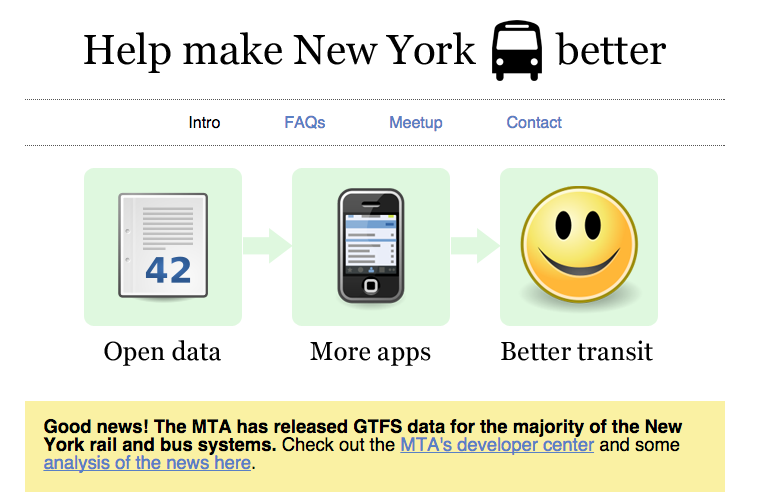 Help make New York better
Intro FAQs Meetup Contact
42
Open data More apps Better transit
Good news! The MTA has released GTFS data for the majority of the New
York rail and bus systems. Check out the MTA's developer center and some
analysis of the news here.